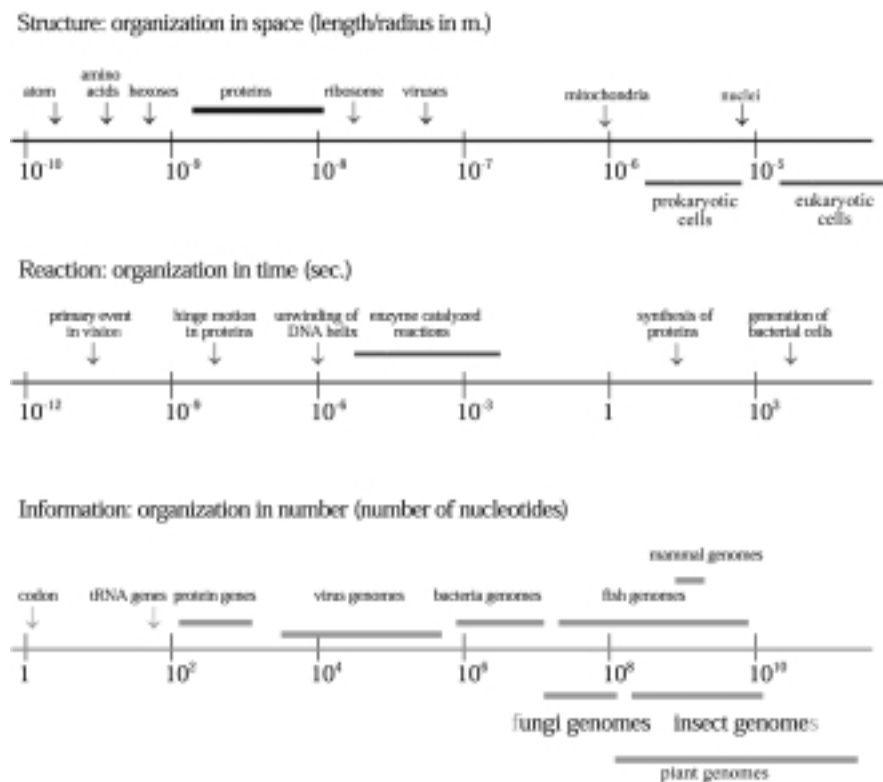 Structure: organization in space (length/radius in m.)
atom
amino
acids
hexoses
proteins
ribosome
viruses
mitochondria
nuclei
10⁻¹⁰ 10⁻⁹ 10⁻⁸ 10⁻⁷ 10⁻⁶ 10⁻⁵
prokaryotic
cells
eukaryotic
cells
Reaction: organization in time (sec.)
primary event
in vision
hinge motion
in proteins
unwinding of
DNA helix
enzyme catalyzed
reactions
synthesis of
proteins
generation of
bacterial cells
10⁻¹² 10⁻⁹ 10⁻⁶ 10⁻³ 1 10³
Information: organization in number (number of nucleotides)
mammal genomes
codon tRNA genes protein genes virus genomes bacteria genomes fish genomes
1 10² 10⁴ 10⁶ 10⁸ 10¹⁰
fungi genomes insect genomes
plant genomes